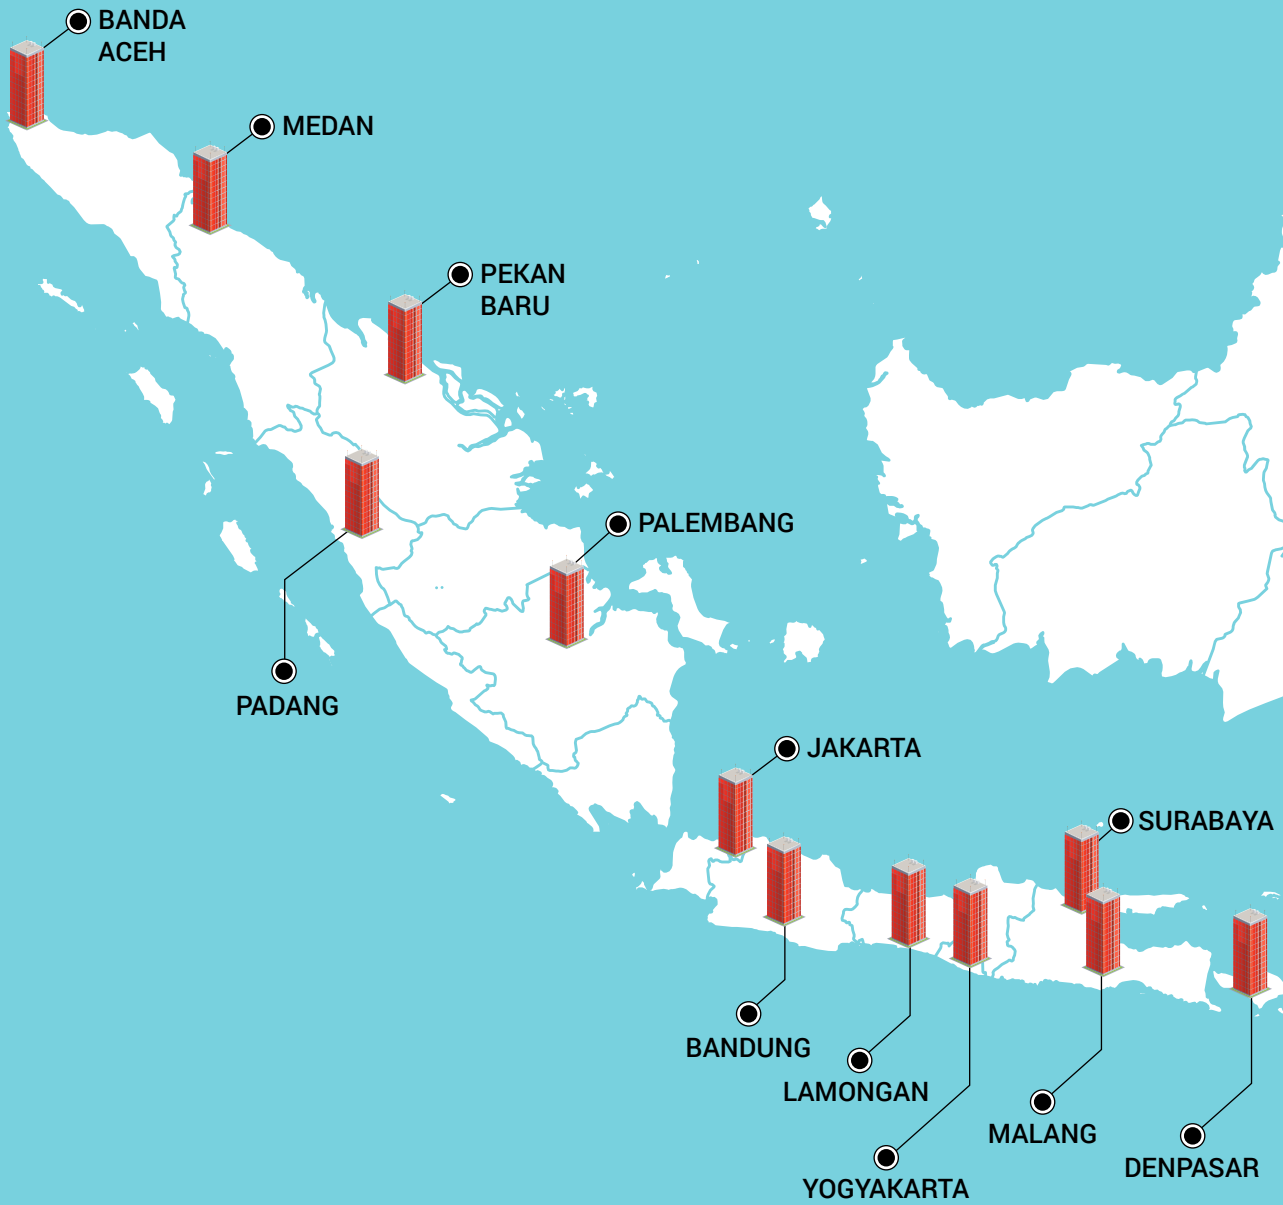 BANDA
ACEH
MEDAN
PEKAN
BARU
PALEMBANG
PADANG
JAKARTA
SURABAYA
BANDUNG
LAMONGAN
MALANG
DENPASAR
YOGYAKARTA